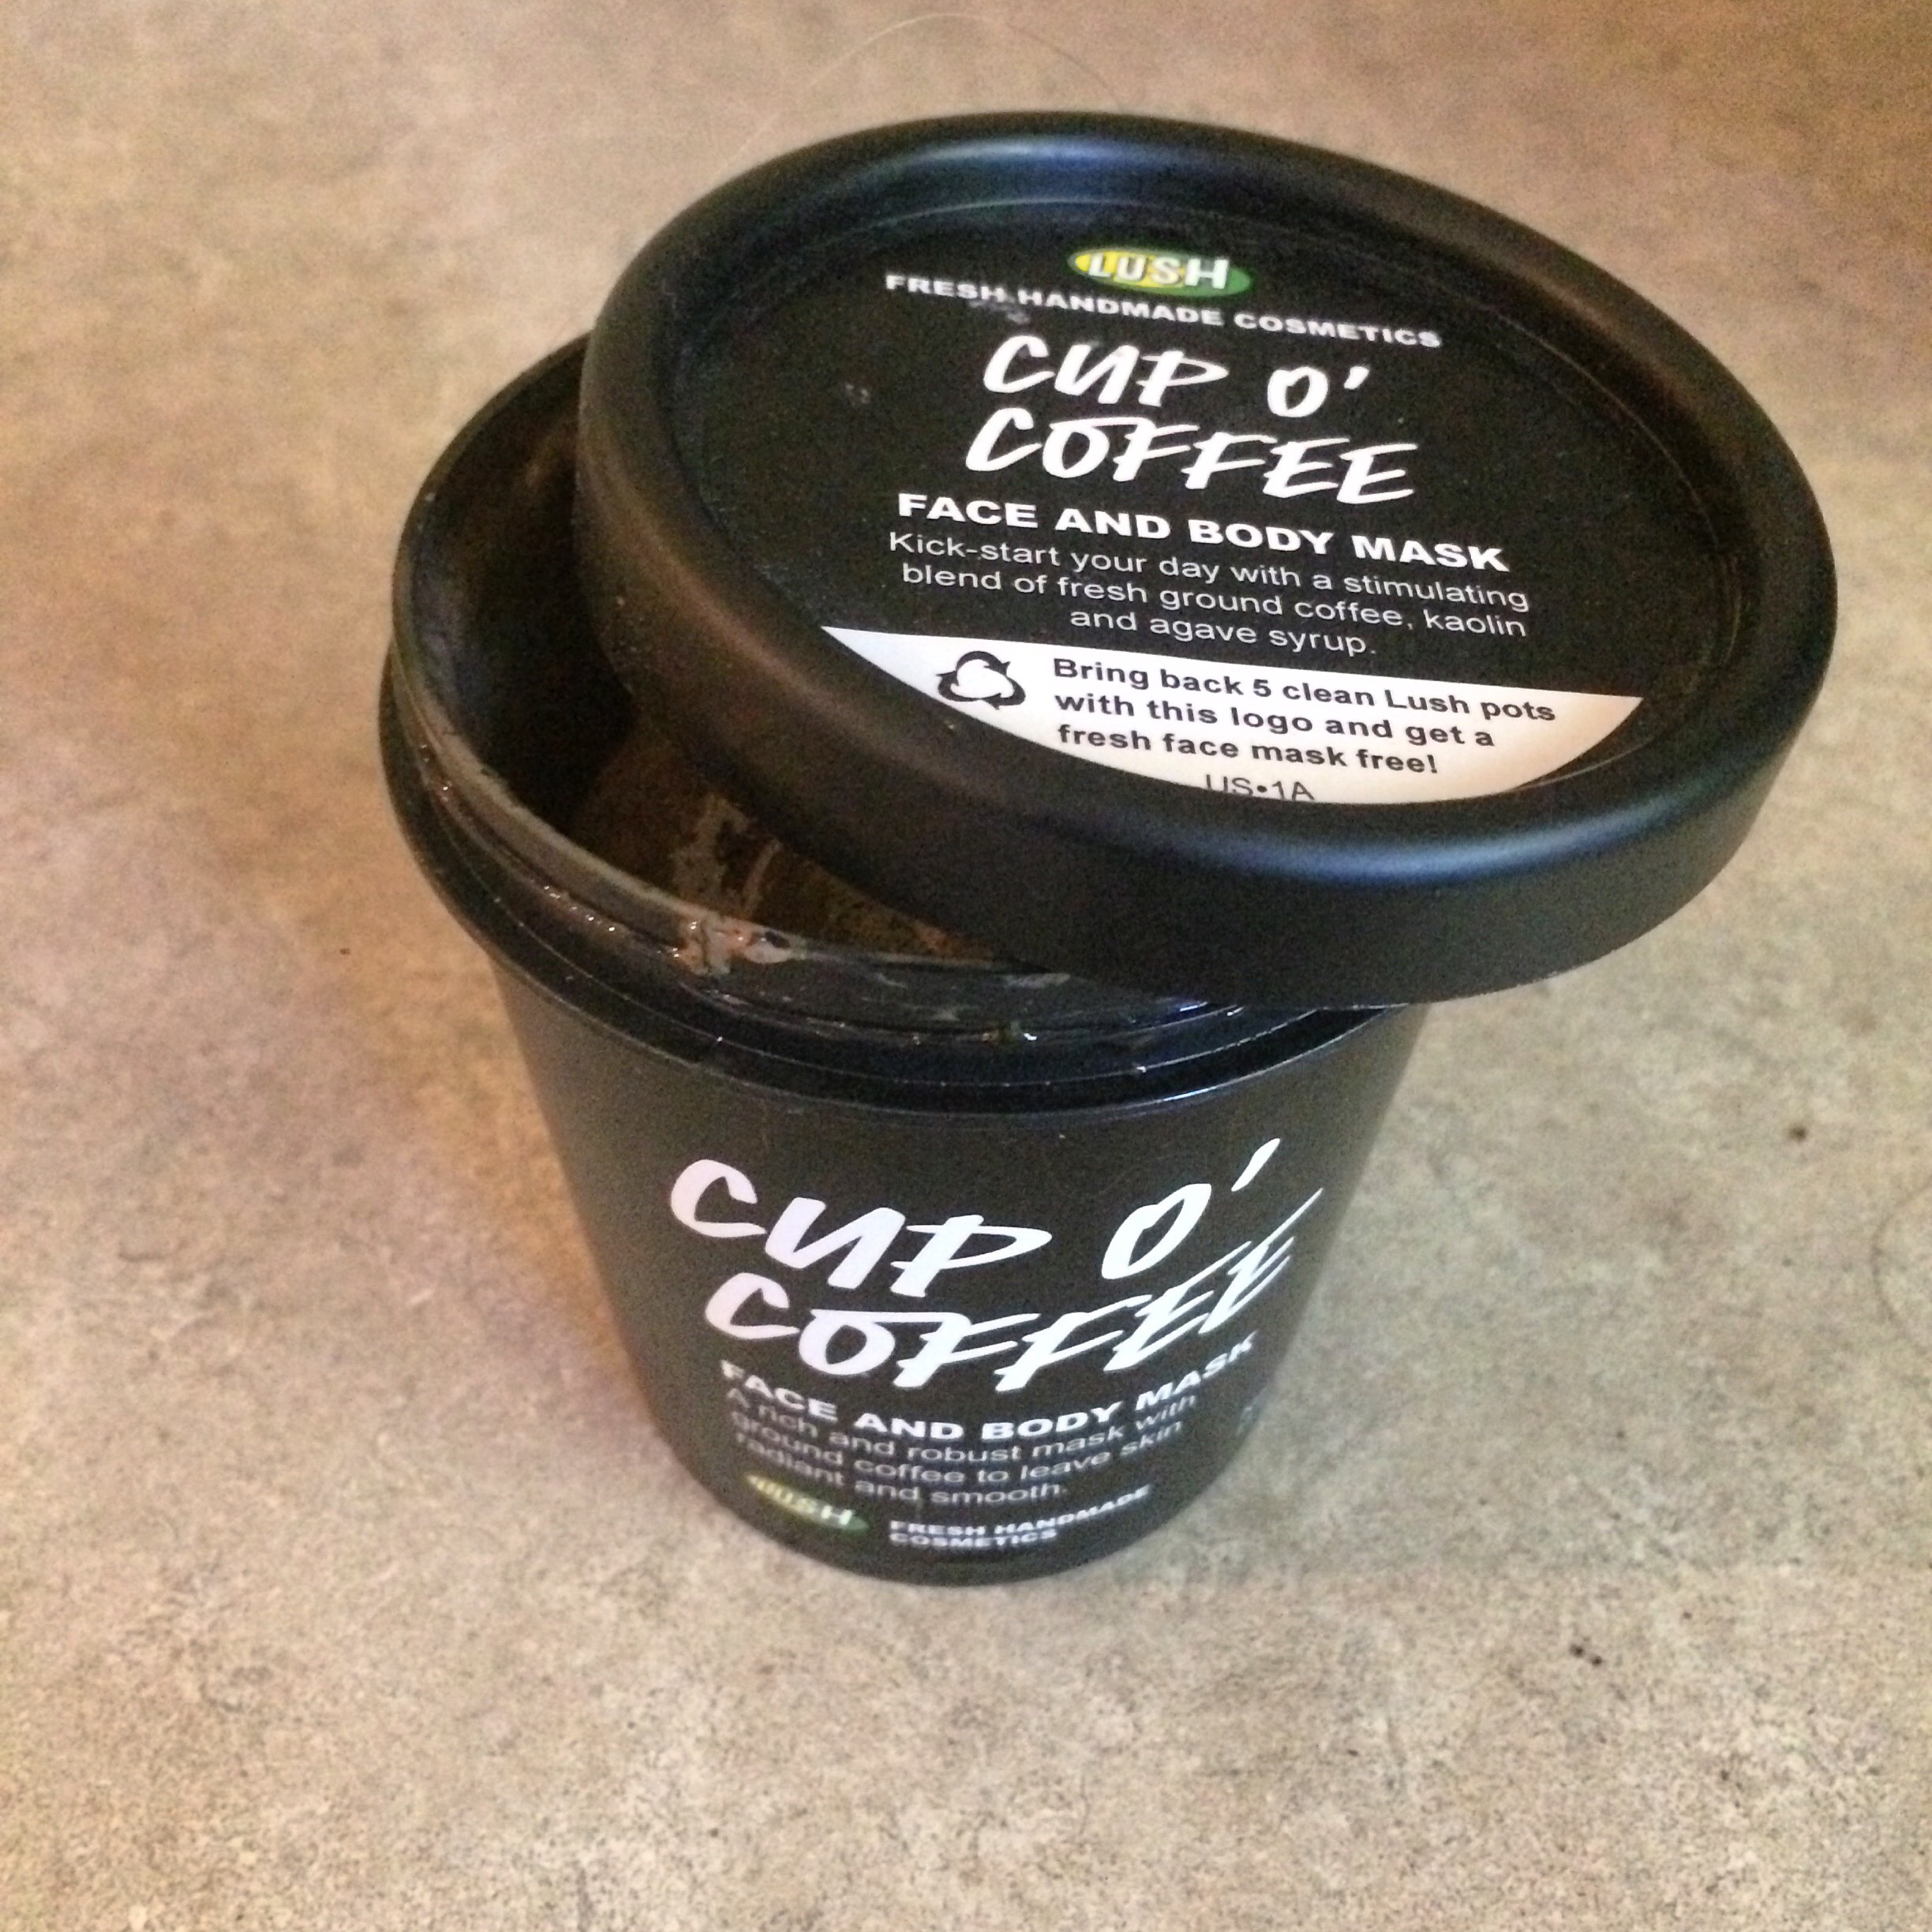 LUSH
FRESH HANDMADE COSMETICS
CUP O'
COFFEE
FACE AND BODY MASK
Kick-start your day with a stimulating
blend of fresh ground coffee, kaolin
and agave syrup.
Bring back 5 clean Lush pots
with this logo and get a
fresh face mask free!
US•1A
CUP O'
COFFEE
FACE AND BODY MASK
A rich and robust mask with
ground coffee to leave skin
radiant and smooth.
LUSH
FRESH HANDMADE
COSMETICS